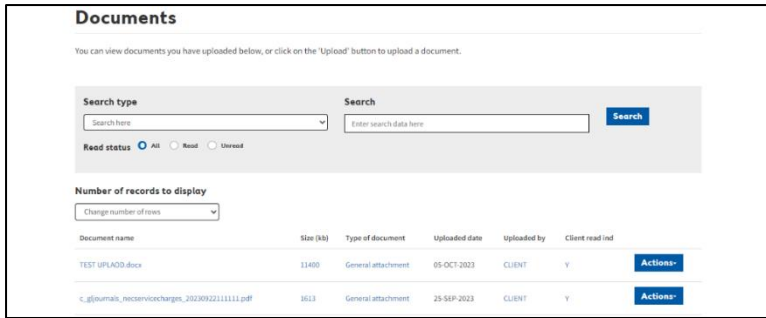 Documents
You can view documents you have uploaded below, or click on the 'Upload' button to upload a document.
Search type Search
Search here Enter search data here Search
Read status All Read Unread
Number of records to display
Change number of rows
Document name Size (kb) Type of document Uploaded date Uploaded by Client read ind
TEST UPLAOD.docx 11400 General attachment 05-OCT-2023 CLIENT Y Actions
c_gljournals_necservicecharges_20230922111111.pdf 1613 General attachment 25-SEP-2023 CLIENT Y Actions